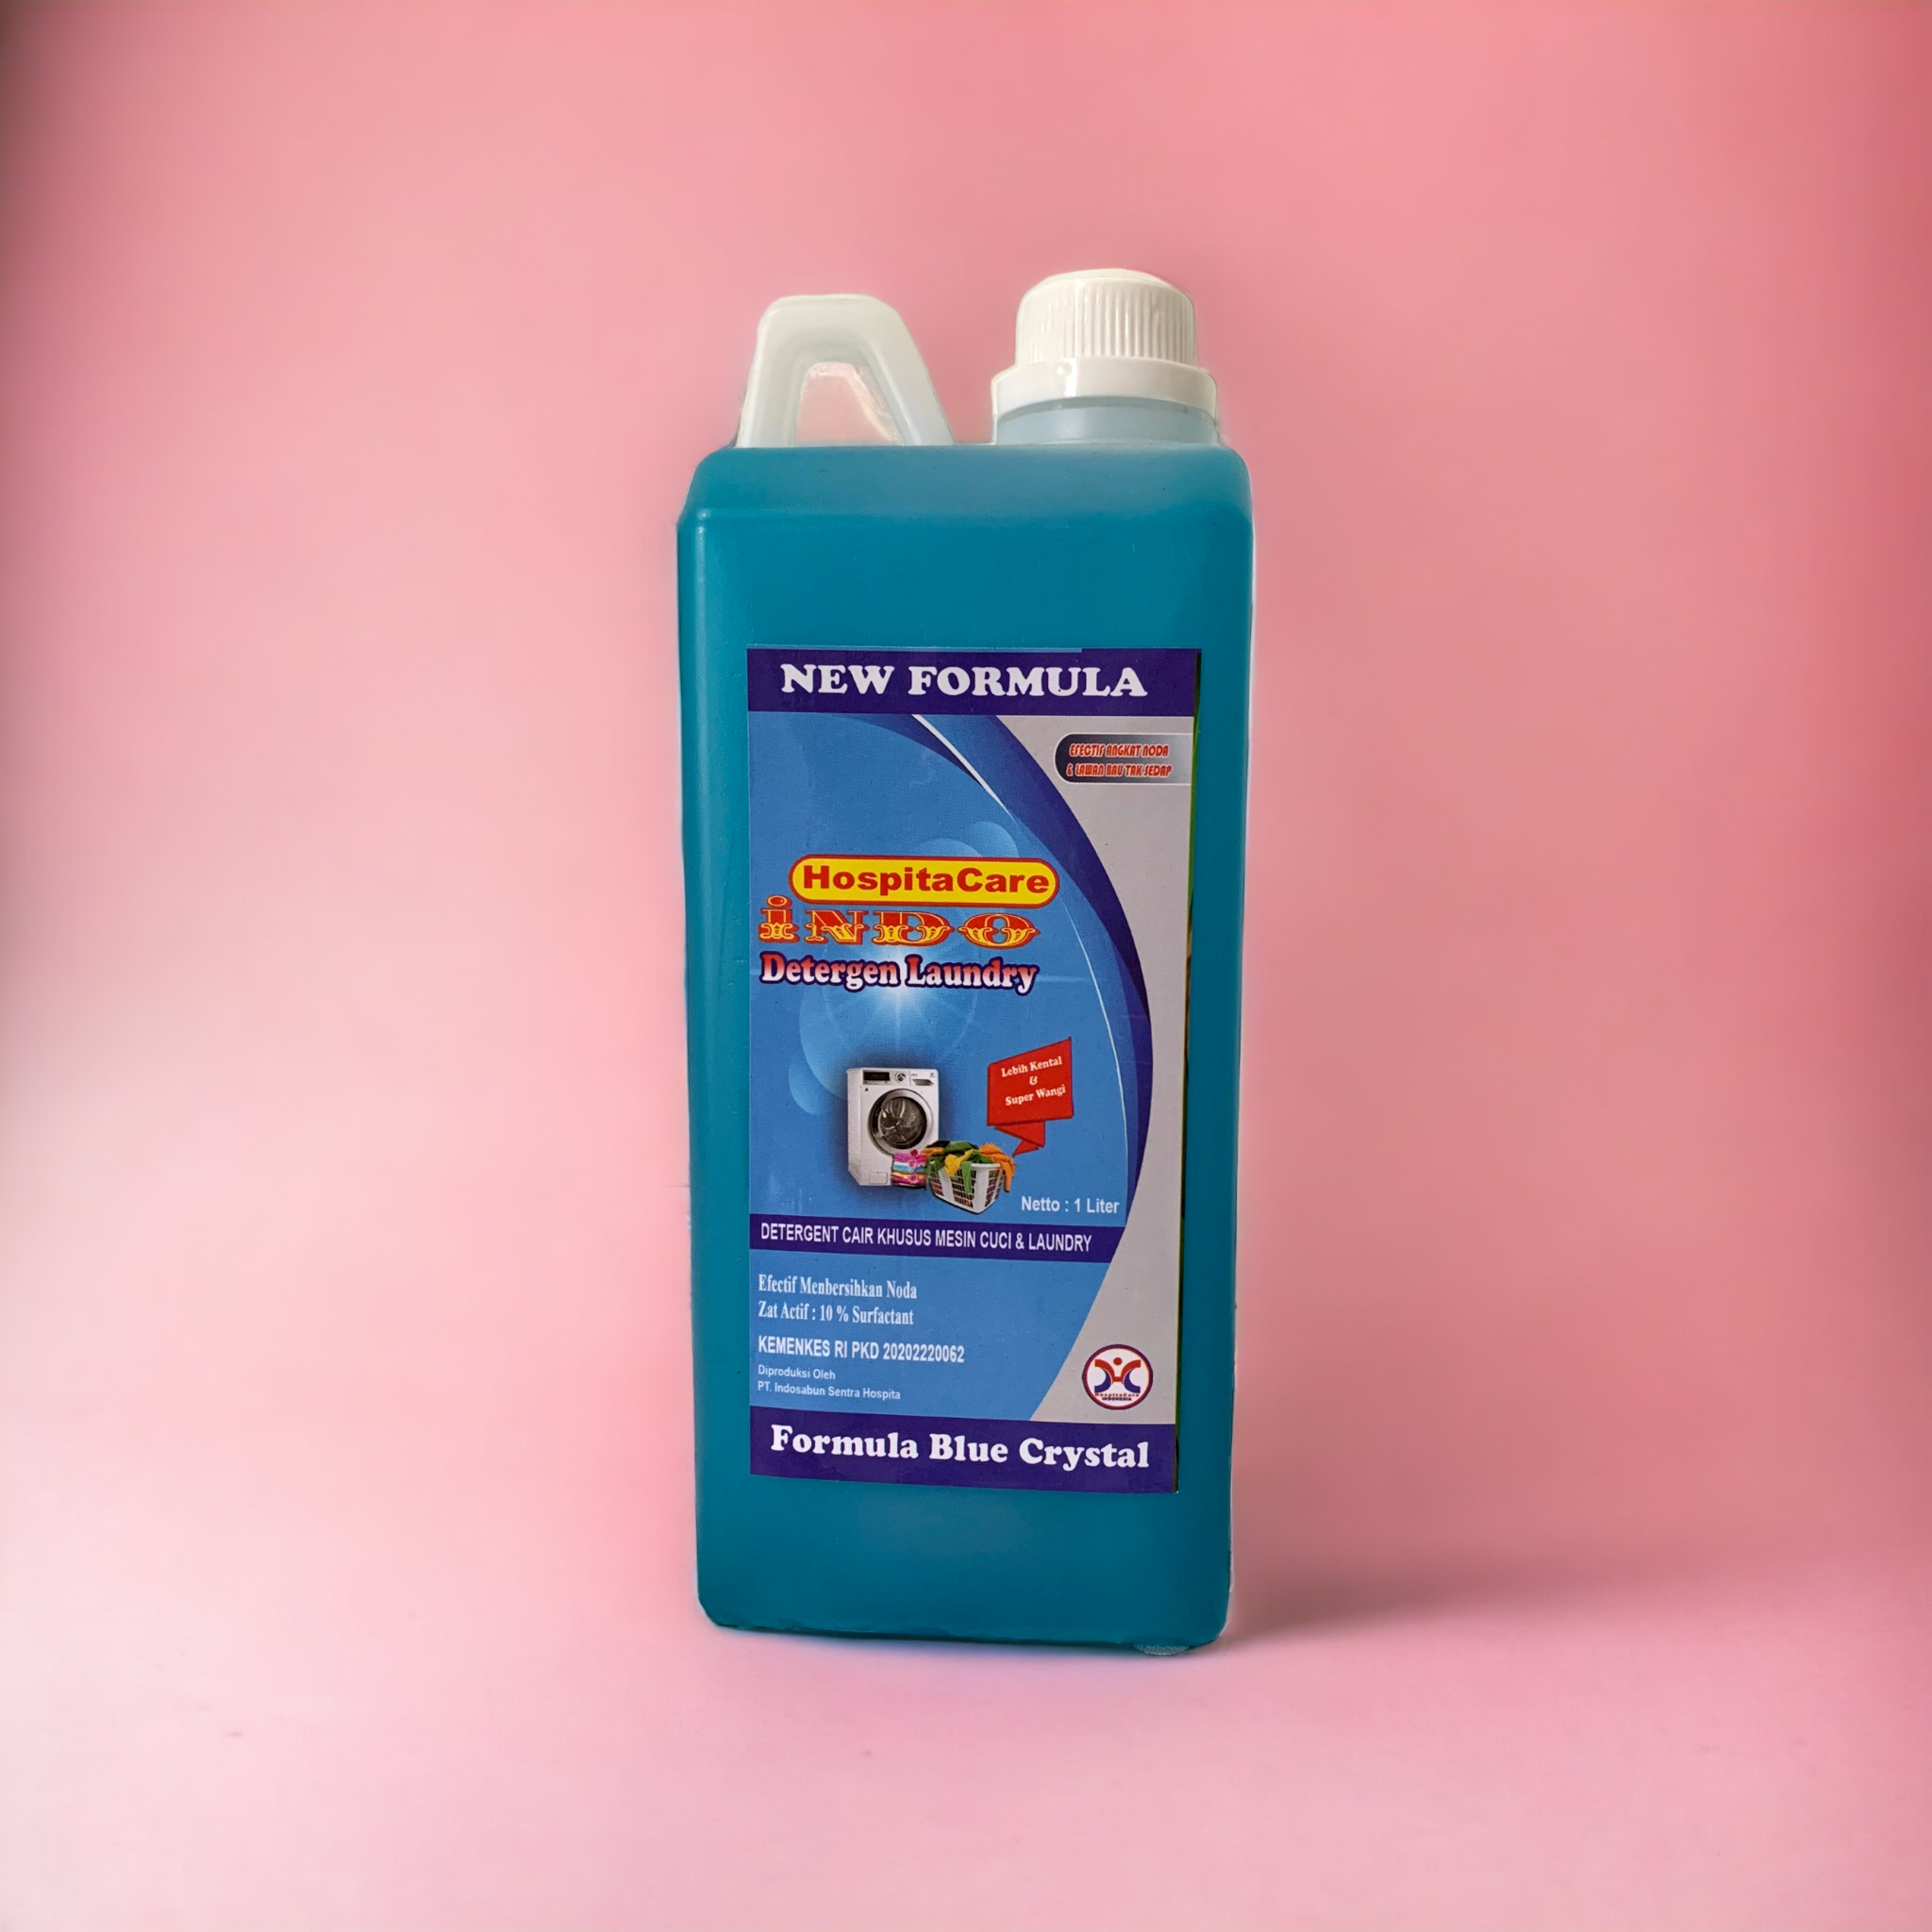 NEW FORMULA
EFECTIF ANGKAT NODA
& LAWAN BAU TAK SEDAP
HospitaCare
iNDO
Detergen Laundry
Lebih Kental
&
Super Wangi
Netto : 1 Liter
DETERGENT CAIR KHUSUS MESIN CUCI & LAUNDRY
Efectif Menbersihkan Noda
Zat Actif : 10 % Surfactant
KEMENKES RI PKD 20202220062
Diproduksi Oleh
PT. Indosabun Sentra Hospita
HospitaCare
INDONESIA
Formula Blue Crystal